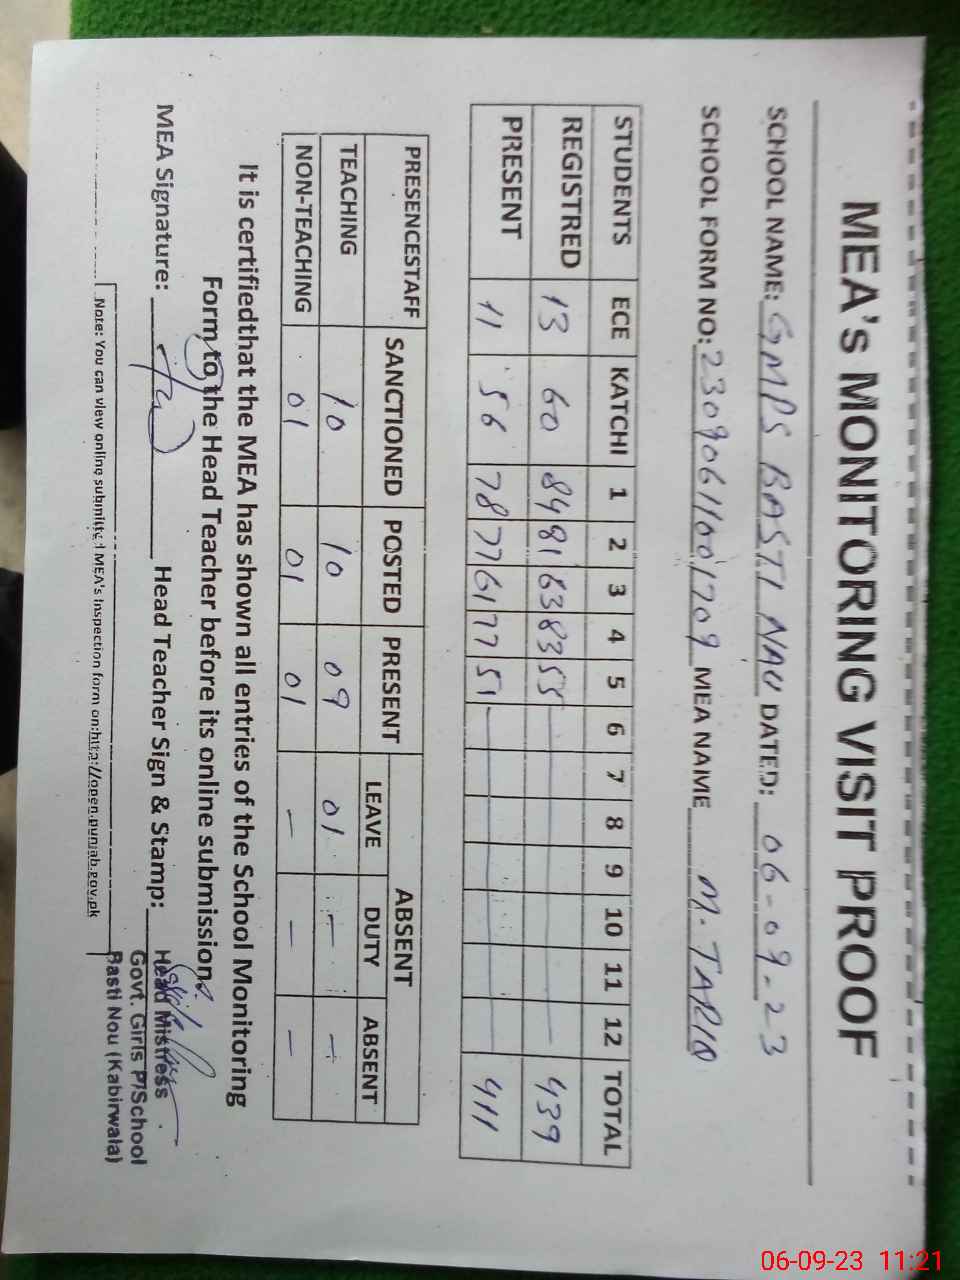 MEA's MONITORING VISIT PROOF
SCHOOL NAME: GMPS BASTI NAU DATED: 06-09-23
SCHOOL FORM NO: 23090611001709 MEA NAME M. TARIQ
STUDENTS ECE KATCHI 1 2 3 4 5 6 7 8 9 10 11 12 TOTAL
REGISTRED 13 60 84 81 63 83 55 439
PRESENT 11 56 78 77 61 77 51 411
PRESENCESTAFF SANCTIONED POSTED PRESENT ABSENT
LEAVE DUTY ABSENT
TEACHING 10 10 09 01 - -
NON-TEACHING 01 01 01 - - -
It is certifiedthat the MEA has shown all entries of the School Monitoring
Form to the Head Teacher before its online submission.
MEA Signature: Head Teacher Sign & Stamp:
Head Mistress
Govt. Girls P/School
Basti Nou (Kabirwala)
Note: You can view online submitted MEA's Inspection form on:http://open.punjab.gov.pk
06-09-23 11:21